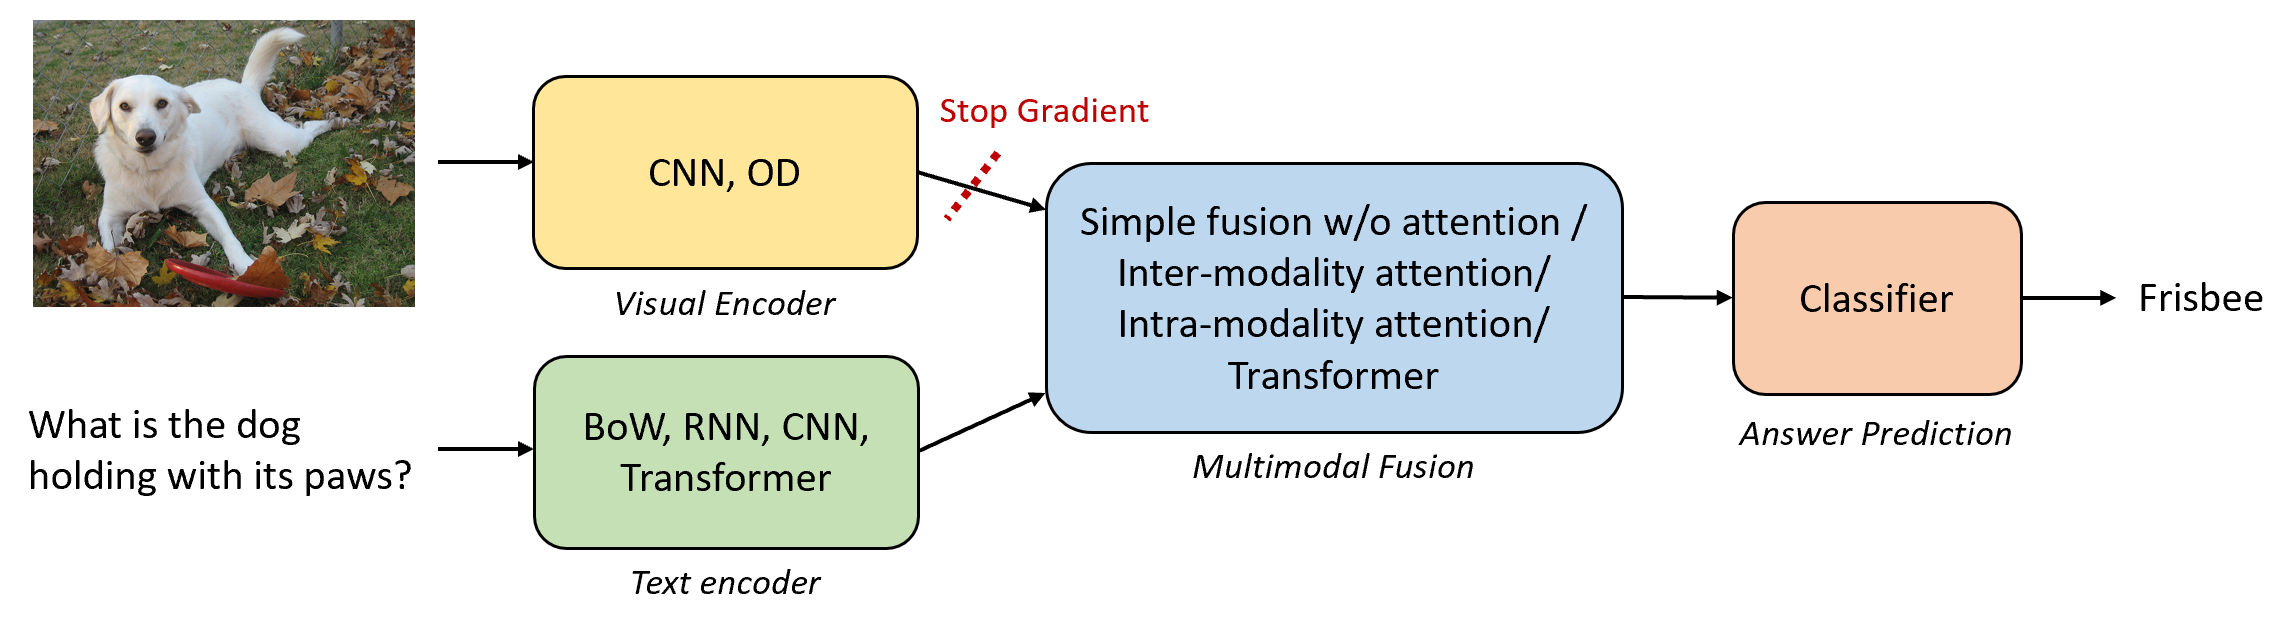 Stop Gradient
CNN, OD
Visual Encoder
What is the dog
holding with its paws?
BoW, RNN, CNN,
Transformer
Text encoder
Simple fusion w/o attention /
Inter-modality attention/
Intra-modality attention/
Transformer
Multimodal Fusion
Classifier
Answer Prediction
Frisbee